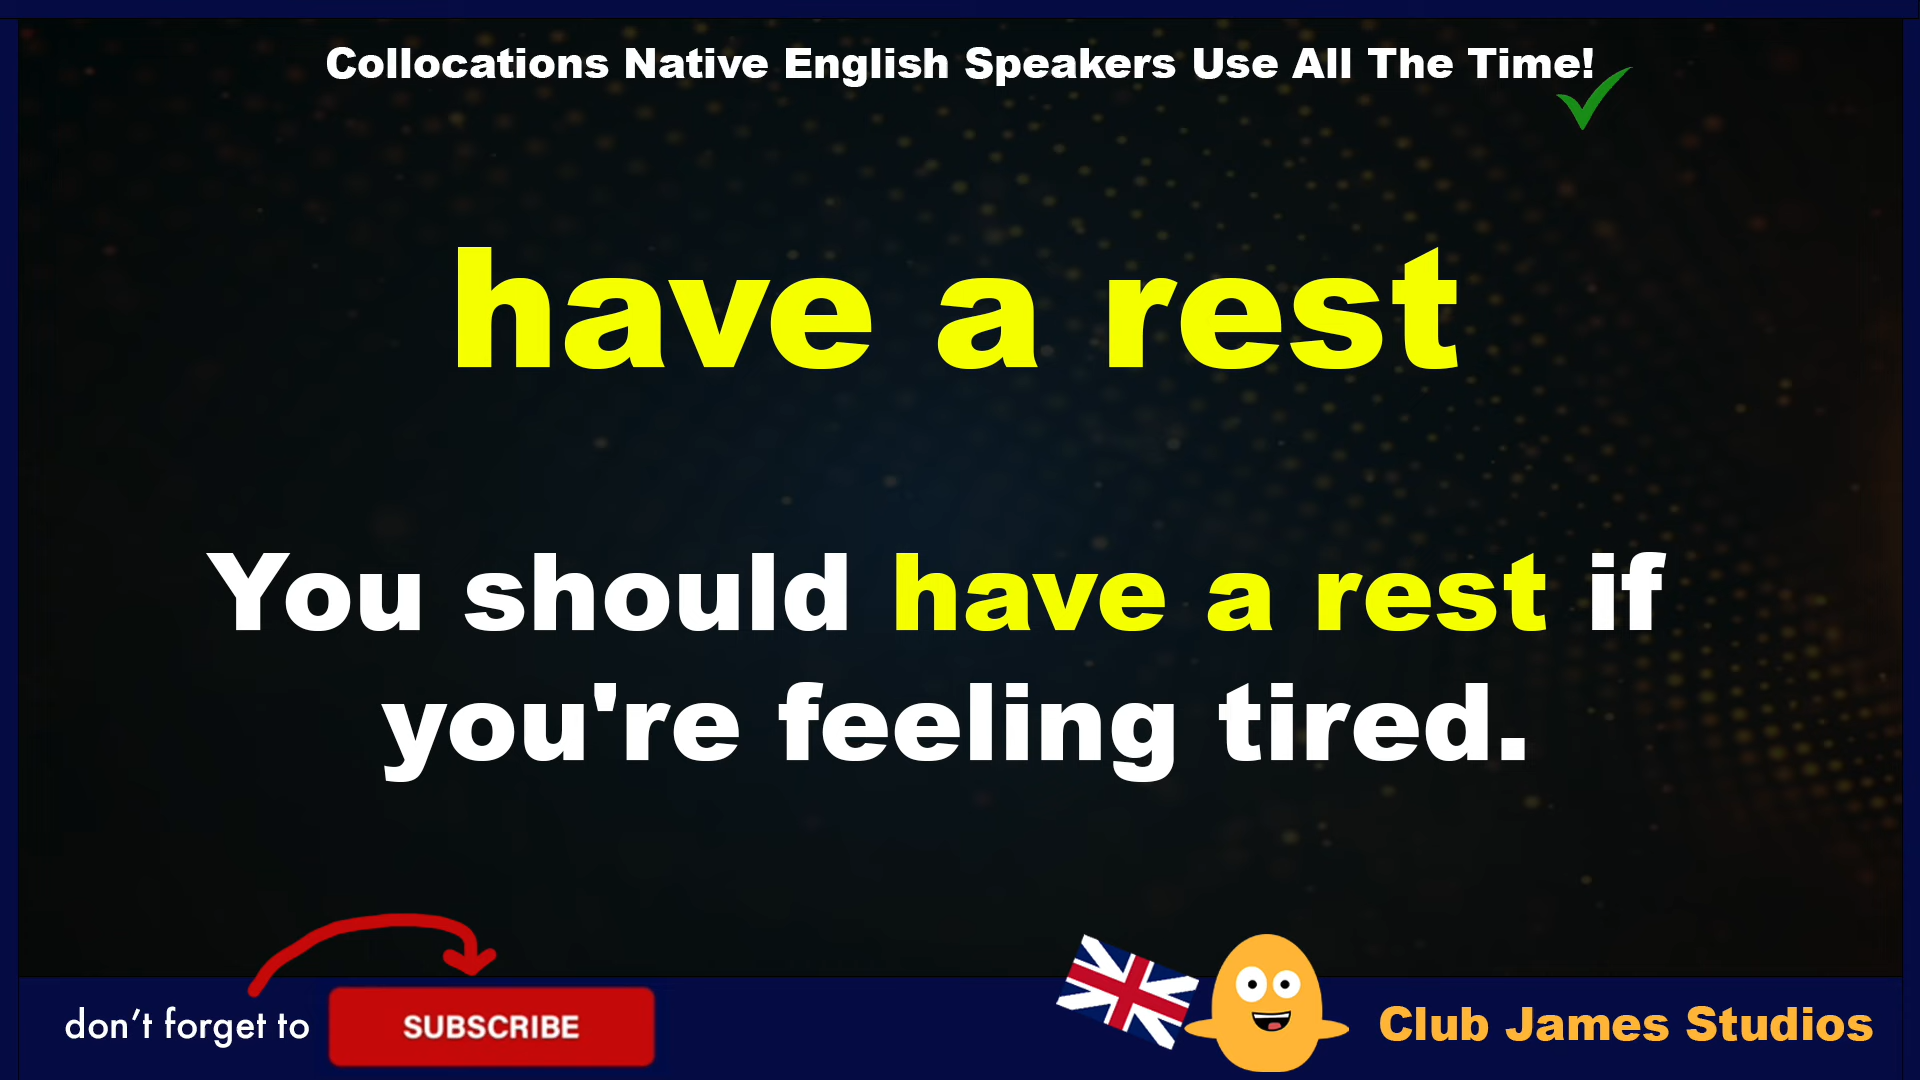 Collocations Native English Speakers Use All The Time!
have a rest
You should have a rest if
you're feeling tired.
don't forget to
SUBSCRIBE
Club James Studios